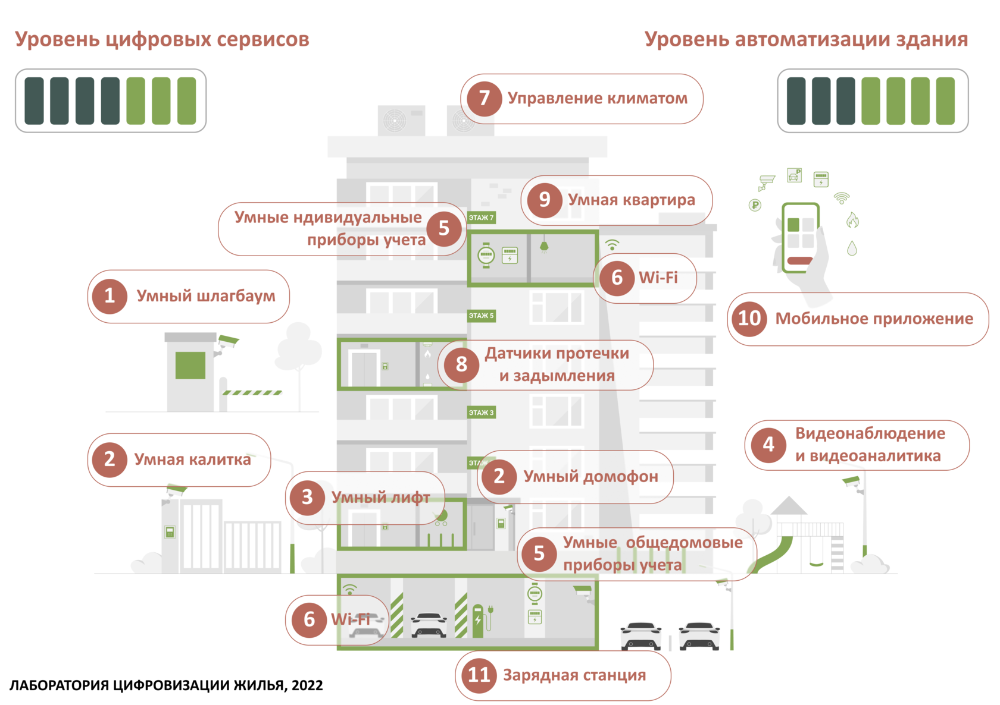 Уровень цифровых сервисов
Уровень автоматизации здания
7 Управление климатом
P
₽
9 Умная квартира
Умные ндивидуальные
приборы учета
5
ЭТАЖ 7
6 Wi-Fi
1 Умный шлагбаум
ЭТАЖ 5
10 Мобильное приложение
8 Датчики протечки
и задымления
ЭТАЖ 3
4 Видеонаблюдение
и видеоаналитика
2 Умная калитка
ЭТА
2 Умный домофон
3 Умный лифт
5 Умные общедомовые
приборы учета
6 Wi-Fi
11 Зарядная станция
ЛАБОРАТОРИЯ ЦИФРОВИЗАЦИИ ЖИЛЬЯ, 2022